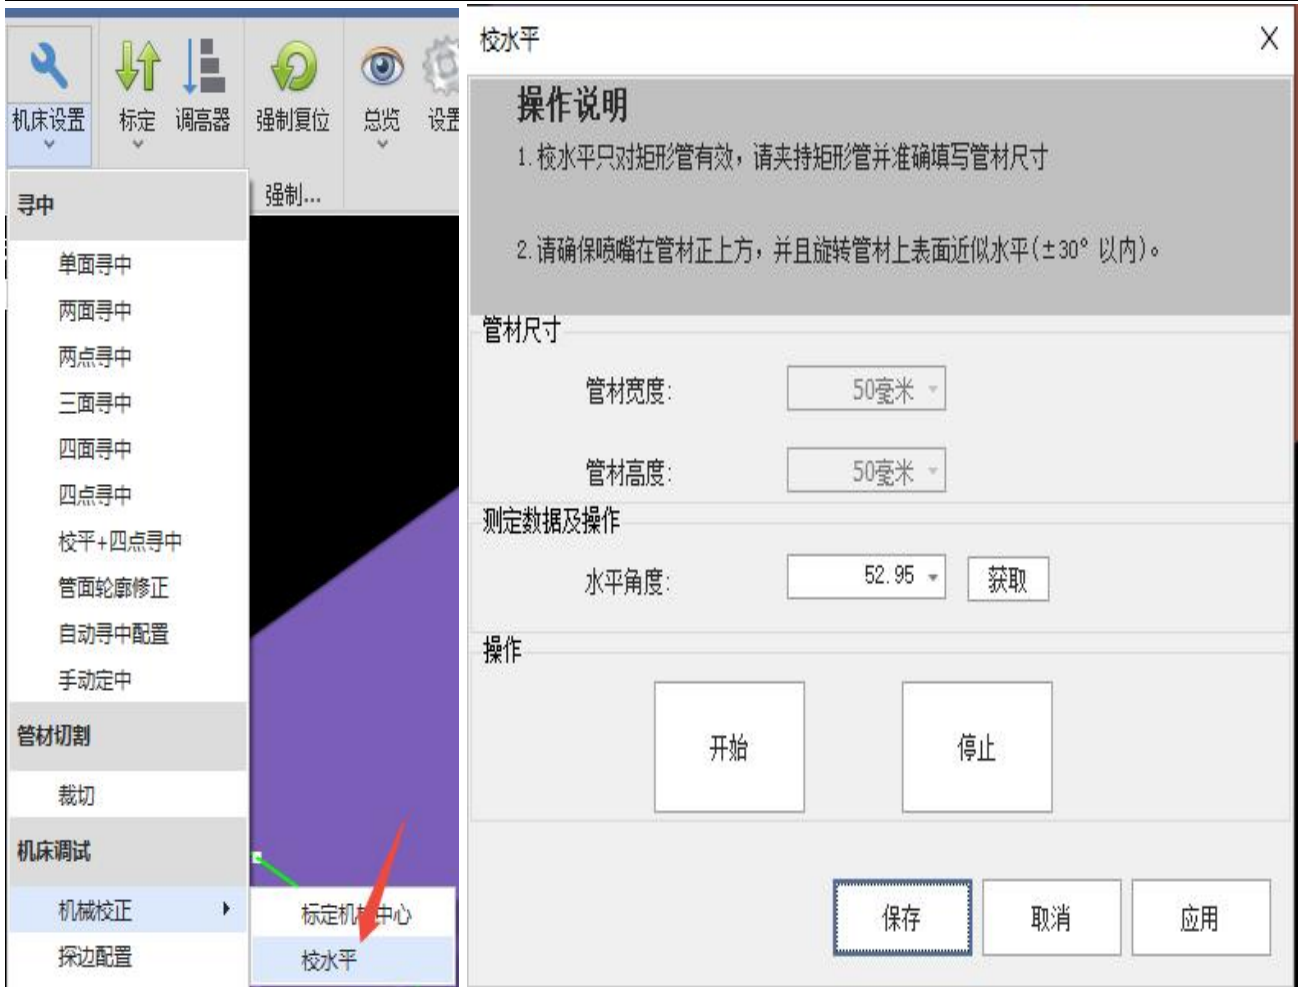 机床设置
标定
调高器
强制复位
总览
设置
强制...
寻中
单面寻中
两面寻中
两点寻中
三面寻中
四面寻中
四点寻中
校平+四点寻中
管面轮廓修正
自动寻中配置
手动定中
管材切割
裁切
机床调试
机械校正
探边配置
标定机械中心
校水平
校水平
X
操作说明
1.校水平只对矩形管有效，请夹持矩形管并准确填写管材尺寸
2.请确保喷嘴在管材正上方，并且旋转管材上表面近似水平(±30°以内)。
管材尺寸
管材宽度: 50毫米
管材高度: 50毫米
测定数据及操作
水平角度: 52.95 获取
操作
开始 停止
保存 取消 应用